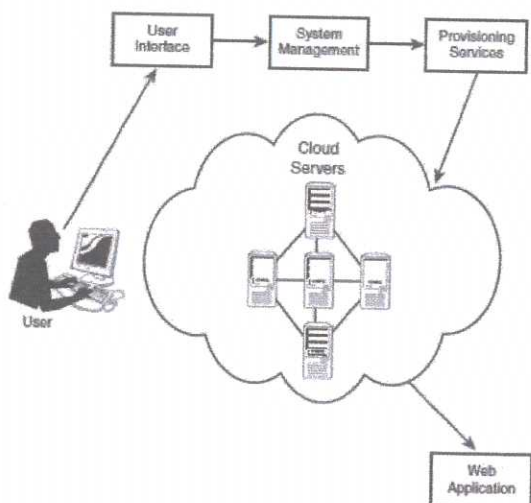 User
Interface
System
Management
Provisioning
Services
Cloud
Servers
User
Web
Application